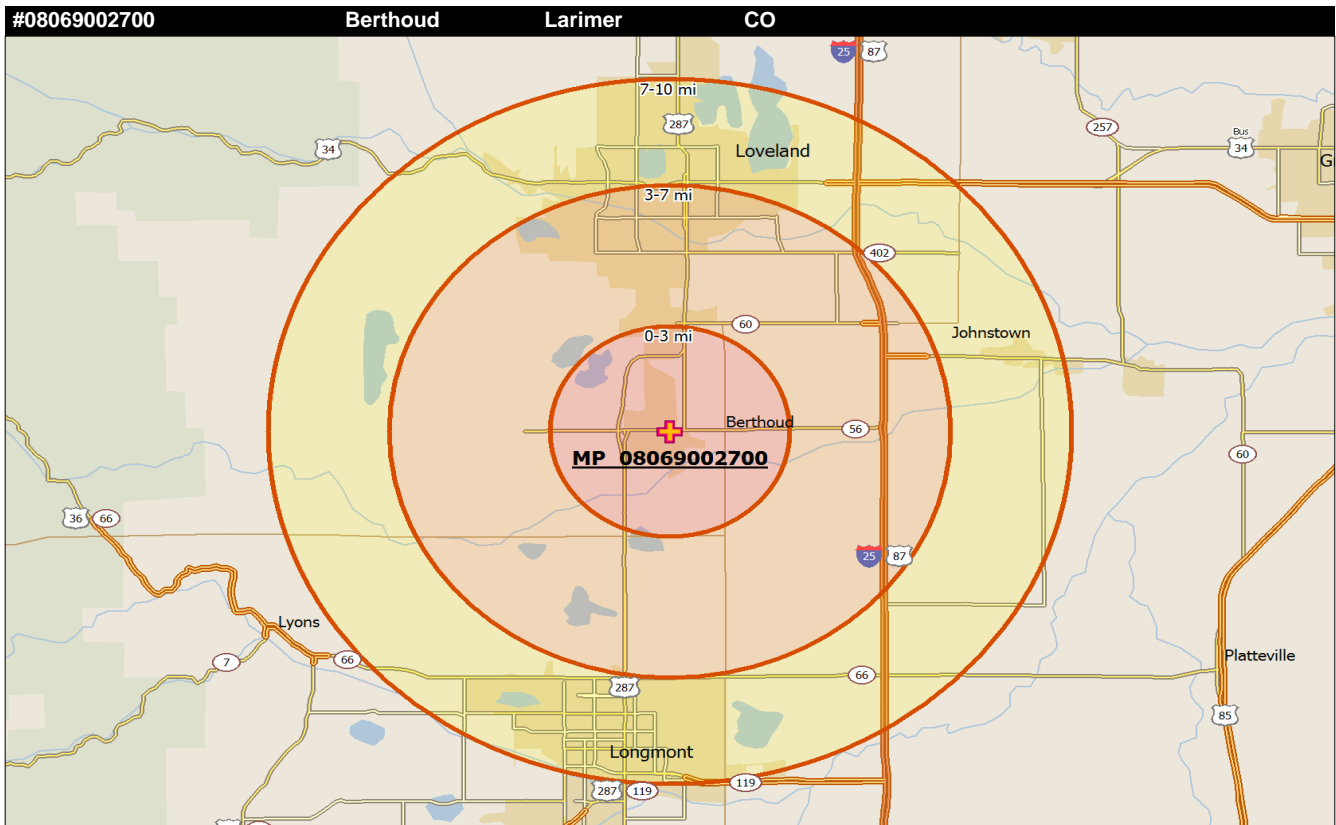 #08069002700 Berthoud Larimer CO
25 87
7-10 mi
287
257
Bus
34
34
Loveland
G
3-7 mi
402
60
0-3 mi
Johnstown
Berthoud
56
MP 08069002700
60
36 66
25 87
Lyons
7
66
Platteville
66
287
85
Longmont
287 119
119